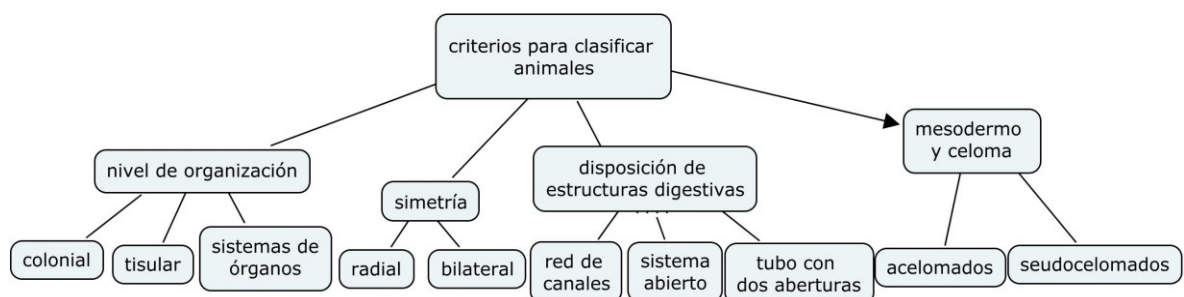 criterios para clasificar
animales
nivel de organización
simetría
disposición de
estructuras digestivas
mesodermo
y celoma
colonial
tisular
sistemas de
órganos
radial
bilateral
red de
canales
sistema
abierto
tubo con
dos aberturas
acelomados
seudocelomados